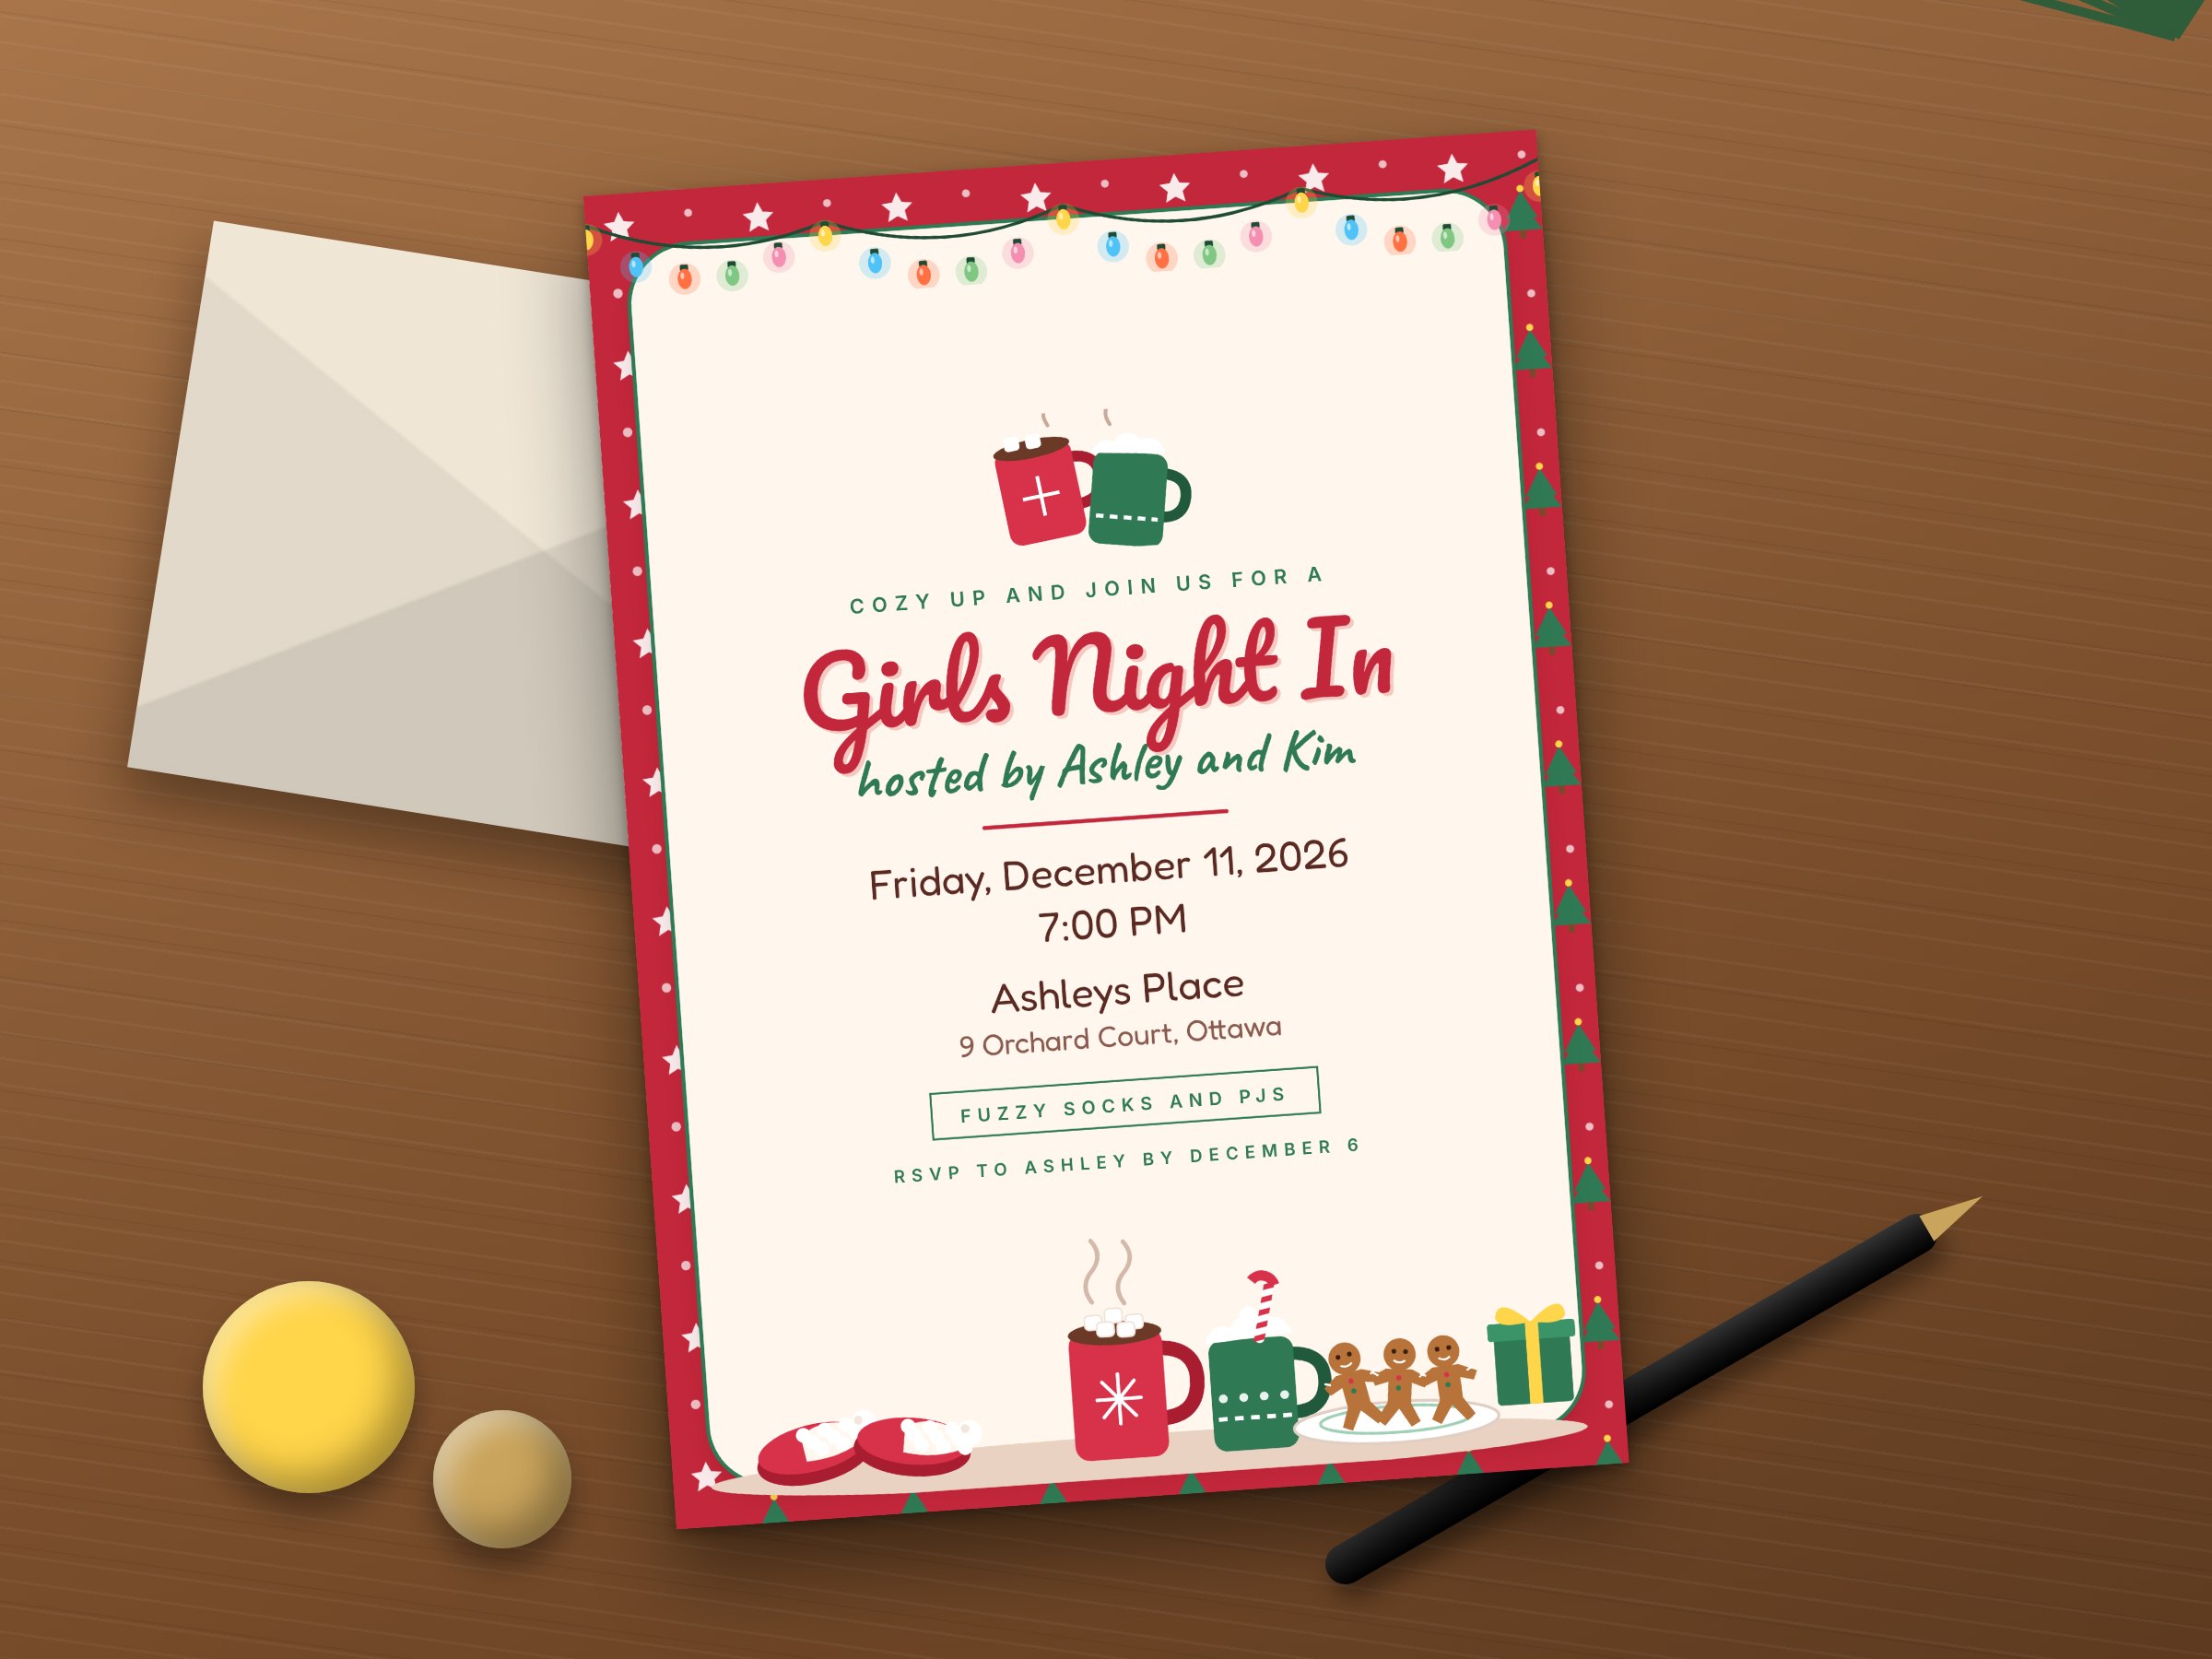 COZY UP AND JOIN US FOR A
Girls Night In
hosted by Ashley and Kim
Friday, December 11, 2026
7:00 PM
Ashleys Place
9 Orchard Court, Ottawa
FUZZY SOCKS AND PJS
RSVP TO ASHLEY BY DECEMBER 6